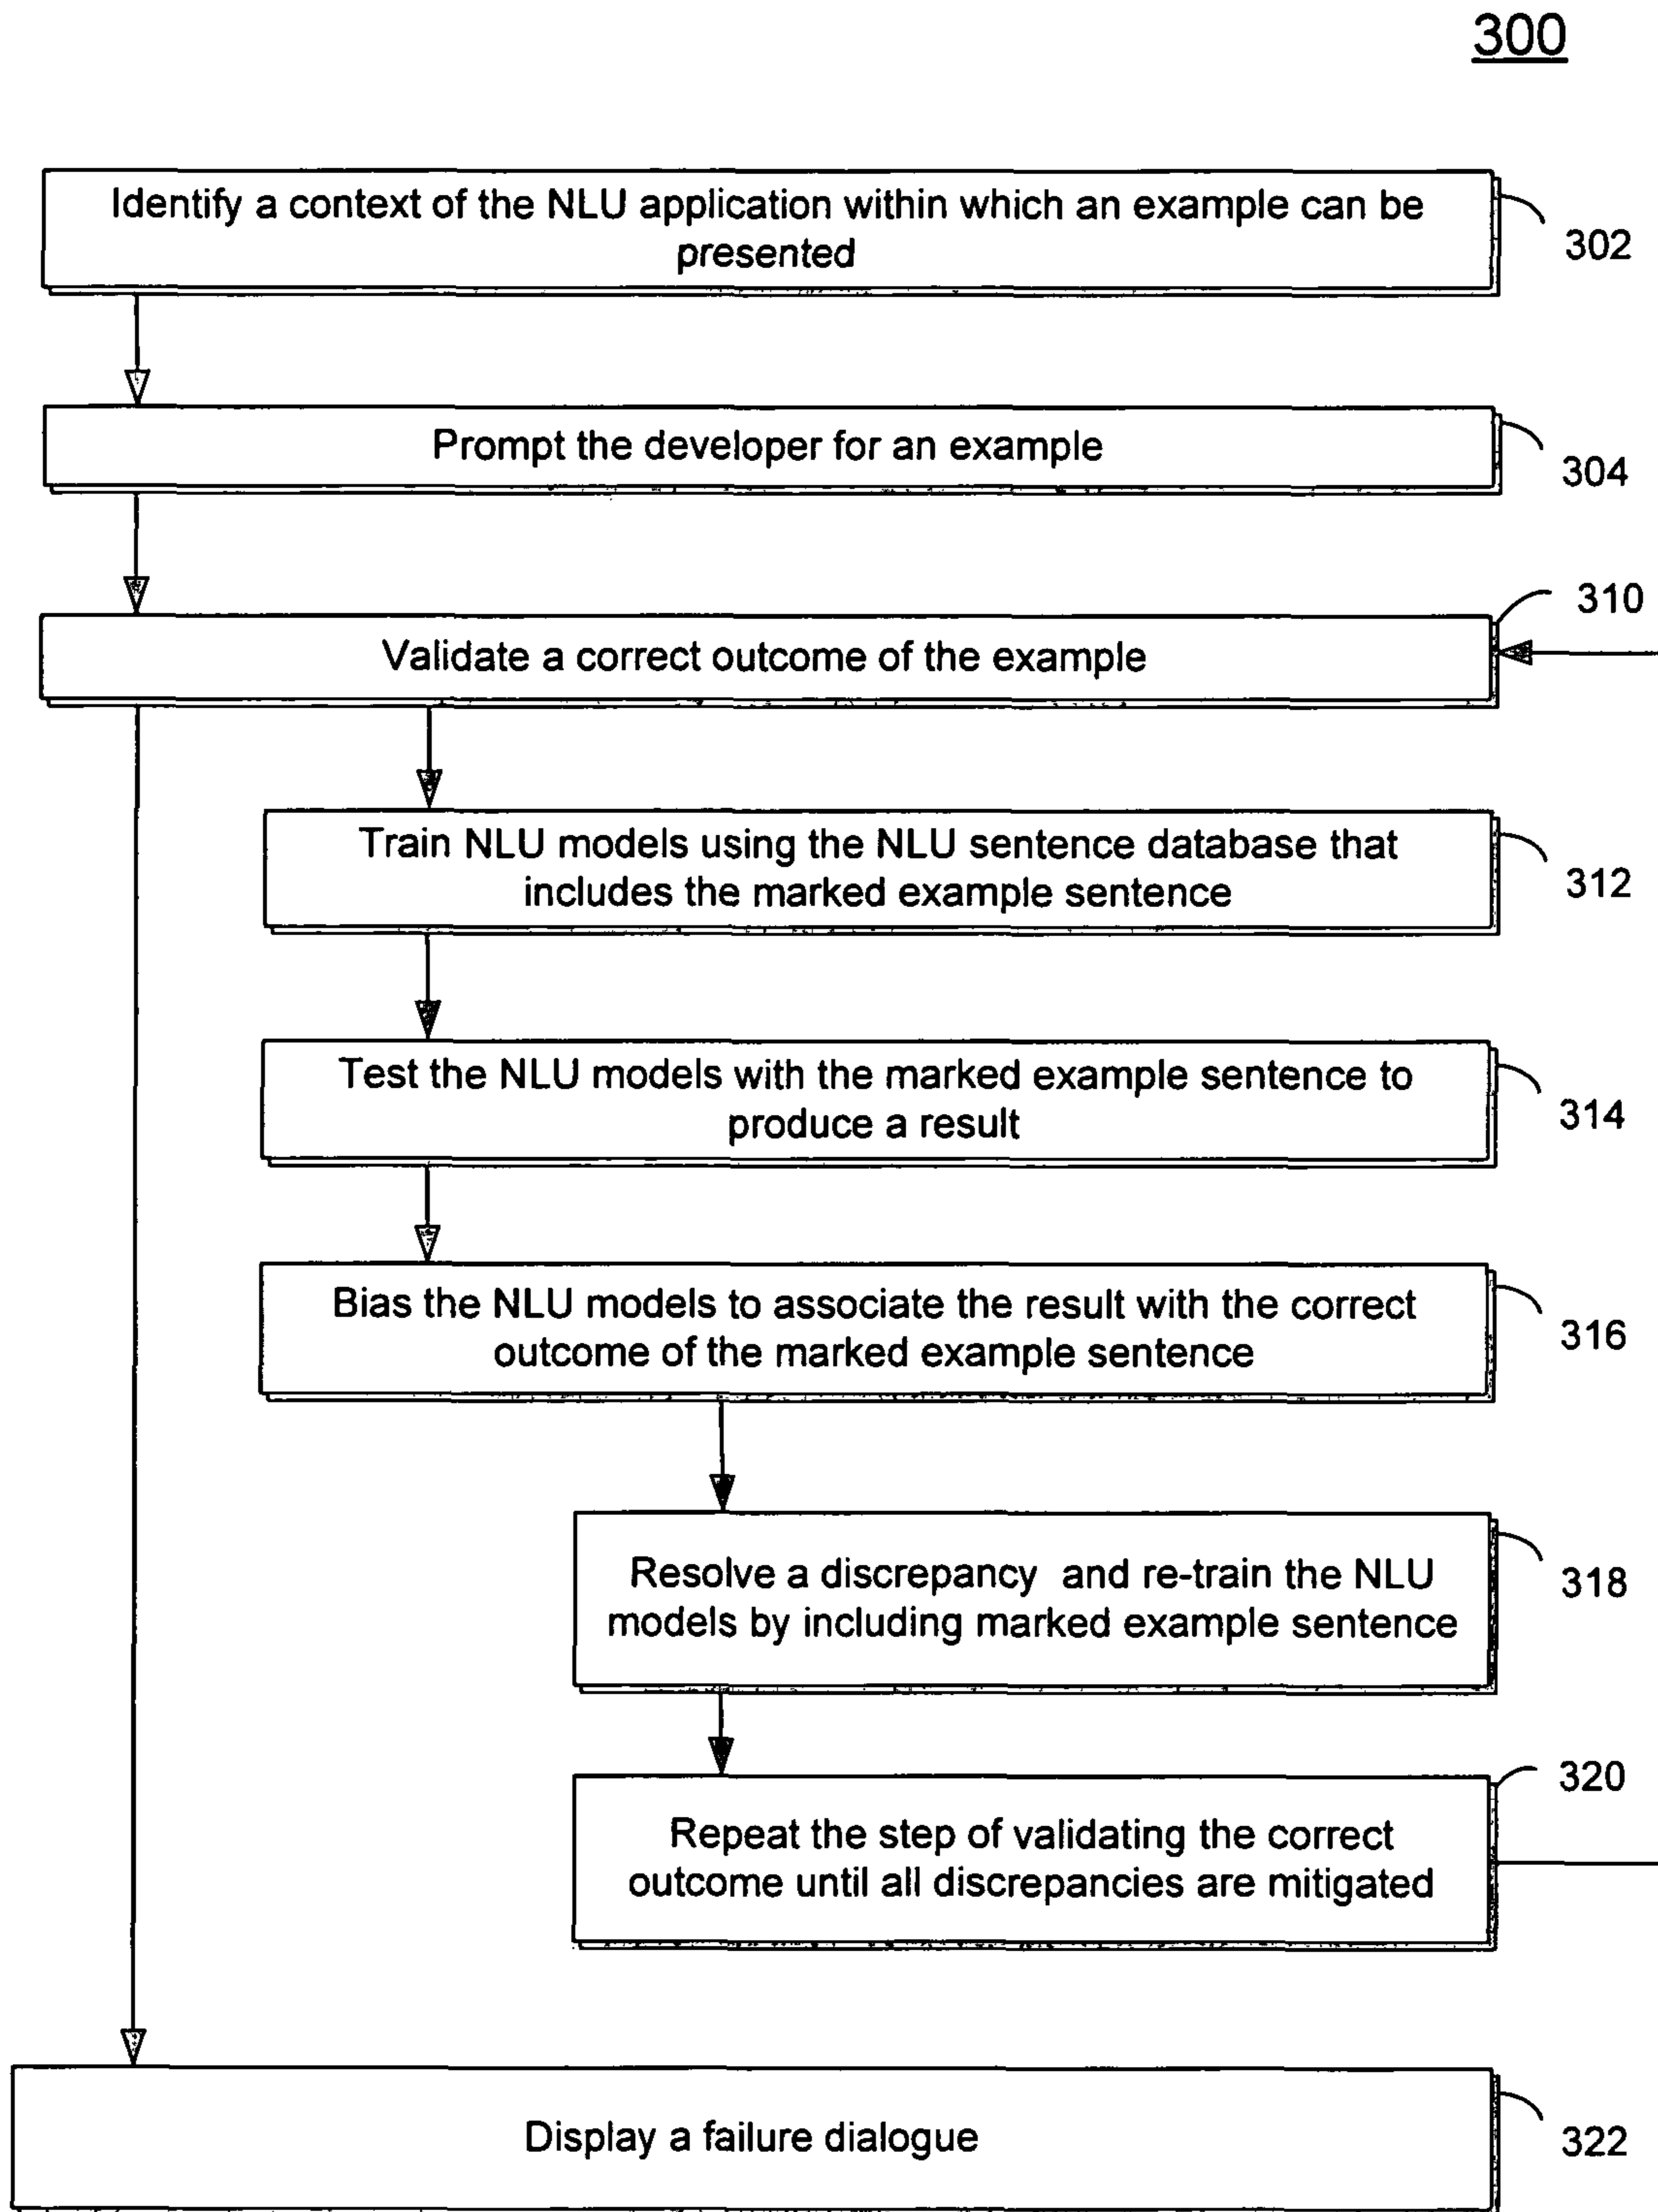 300
Identify a context of the NLU application within which an example can be
presented
302
Prompt the developer for an example
304
310
Validate a correct outcome of the example
Train NLU models using the NLU sentence database that
includes the marked example sentence
312
Test the NLU models with the marked example sentence to
produce a result
314
Bias the NLU models to associate the result with the correct
outcome of the marked example sentence
316
Resolve a discrepancy and re-train the NLU
models by including marked example sentence
318
320
Repeat the step of validating the correct
outcome until all discrepancies are mitigated
Display a failure dialogue
322